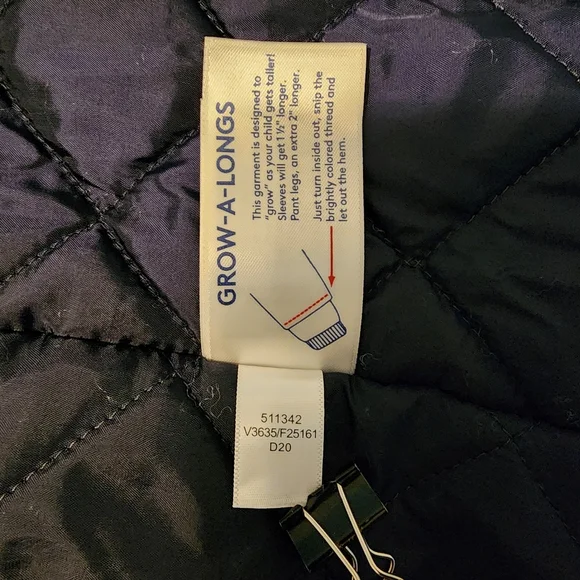 GROW-A-LONGS
This garment is designed to
"grow" as your child gets taller!
Sleeves will get 1 ½" longer.
Pant legs, an extra 2" longer.
Just turn inside out, snip the
brightly colored thread and
let out the hem.
511342
V3635/F25161
D20